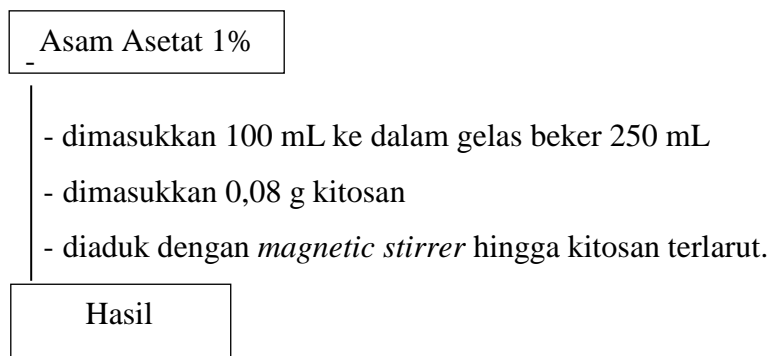 Asam Asetat 1%
-
- dimasukkan 100 mL ke dalam gelas beker 250 mL
- dimasukkan 0,08 g kitosan
- diaduk dengan magnetic stirrer hingga kitosan terlarut.
Hasil